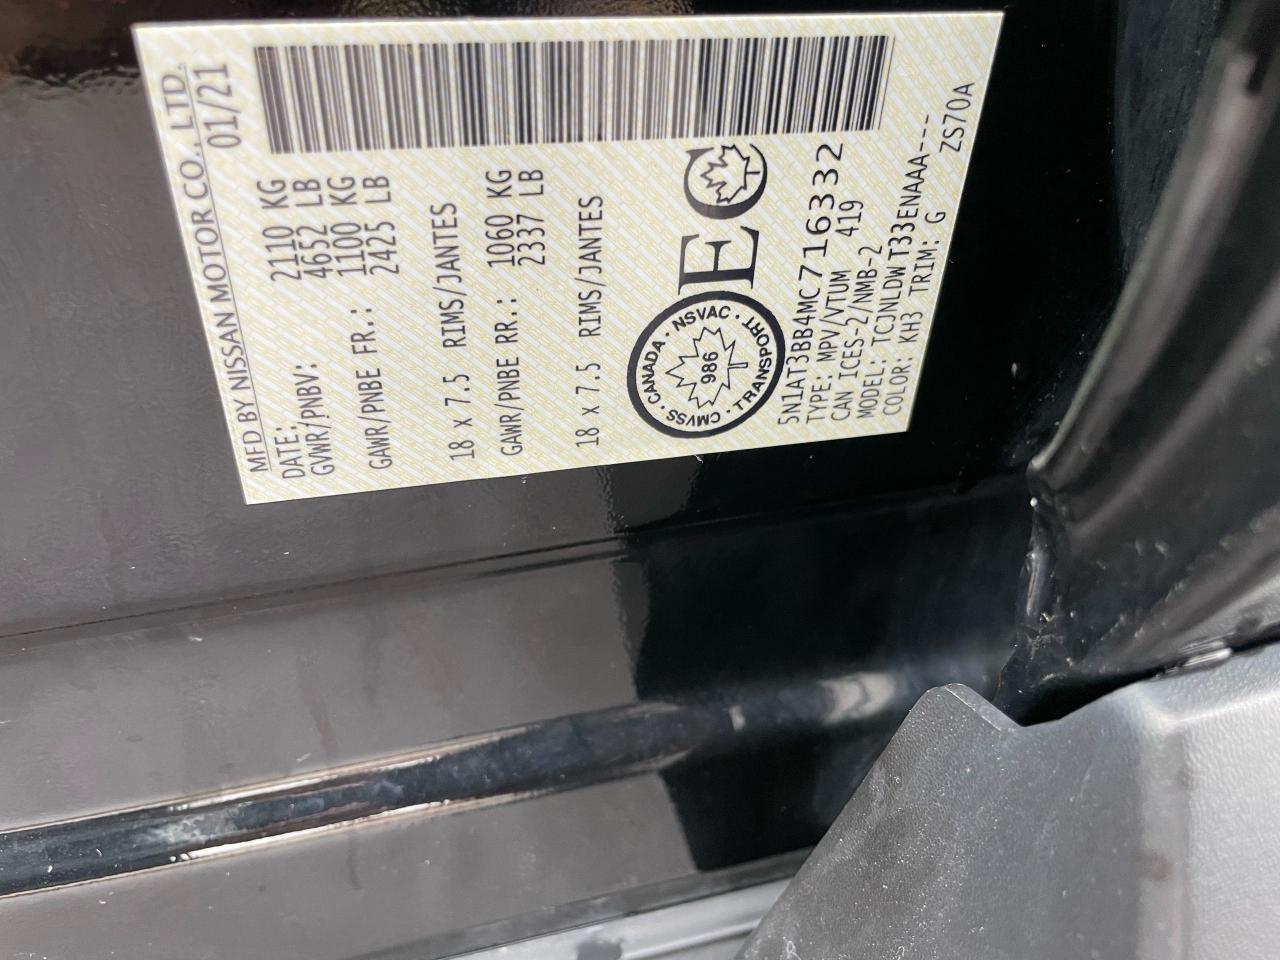 MFD BY NISSAN MOTOR CO., LTD.
DATE: 01/21
GVWR/PNBV: 2110 KG
4652 LB
GAWR/PNBE FR.: 1100 KG
2425 LB
18 x 7.5 RIMS/JANTES
GAWR/PNBE RR.: 1060 KG
2337 LB
18 x 7.5 RIMS/JANTES
CANADA · NSVAC · TRANSPORT · CMVSS
986
EC
5N1AT3BB4MC716332
TYPE: MPV/VTUM 419
CAN ICES-2/NMB-2
MODEL: TCJNLDWT33ENAAA---
COLOR: KH3 TRIM: G ZS70A